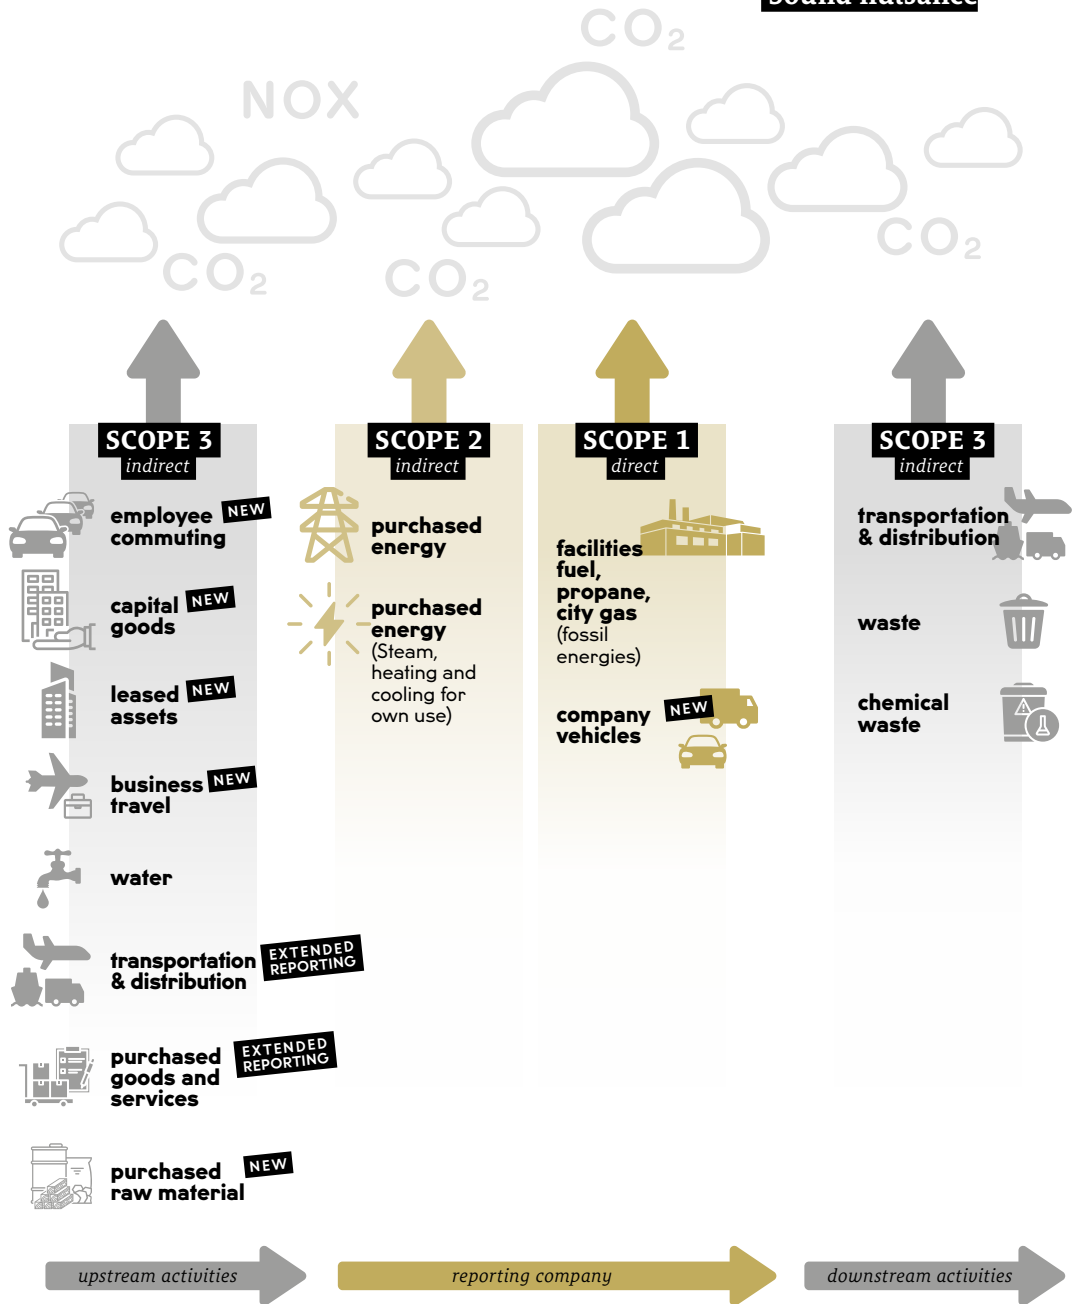 Sound nuisance
CO2
NOX
CO2
CO2
CO2
SCOPE 3
indirect
employee NEW
commuting
capital NEW
goods
leased NEW
assets
business NEW
travel
water
transportation
& distribution
EXTENDED
REPORTING
purchased
goods and
services
EXTENDED
REPORTING
purchased NEW
raw material
SCOPE 2
indirect
purchased
energy
purchased
energy
(Steam,
heating and
cooling for
own use)
SCOPE 1
direct
facilities
fuel,
propane,
city gas
(fossil
energies)
company NEW
vehicles
SCOPE 3
indirect
transportation
& distribution
waste
chemical
waste
upstream activities
reporting company
downstream activities